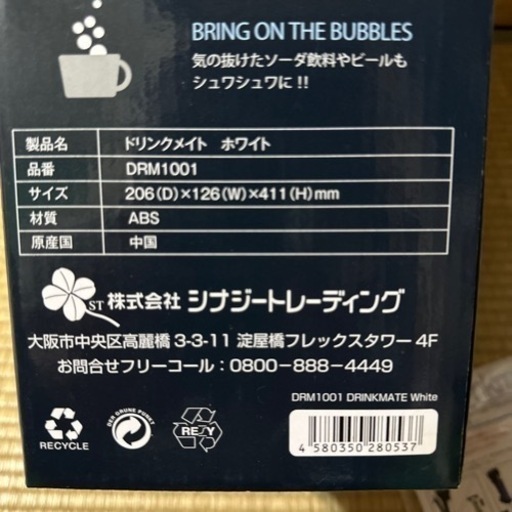 BRING ON THE BUBBLES
気の抜けたソーダ飲料やビールも
シュワシュワに!!
製品名 ドリンクメイト ホワイト
品番 DRM1001
サイズ 206(D)×126(W)×411(H)mm
材質 ABS
原産国 中国
ST 株式会社 シナジートレーディング
大阪市中央区高麗橋 3-3-11 淀屋橋フレックスタワー 4F
お問合せフリーコール:0800-888-4449
DRM1001 DRINKMATE White
RECYCLE
DER GRÜNE PUNKT
RESY
4 580350 280537